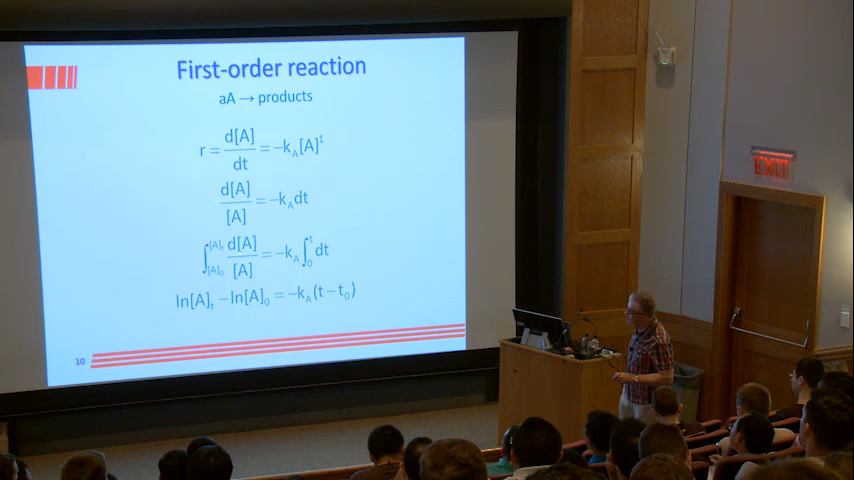 First-order reaction
aA → products
r = d[A]/dt = −k_A[A]^1
d[A]/[A] = −k_A dt
∫_{[A]_0}^{[A]_t} d[A]/[A] = −k_A ∫_0^t dt
ln[A]_t − ln[A]_0 = −k_A(t − t_0)
10
EXIT